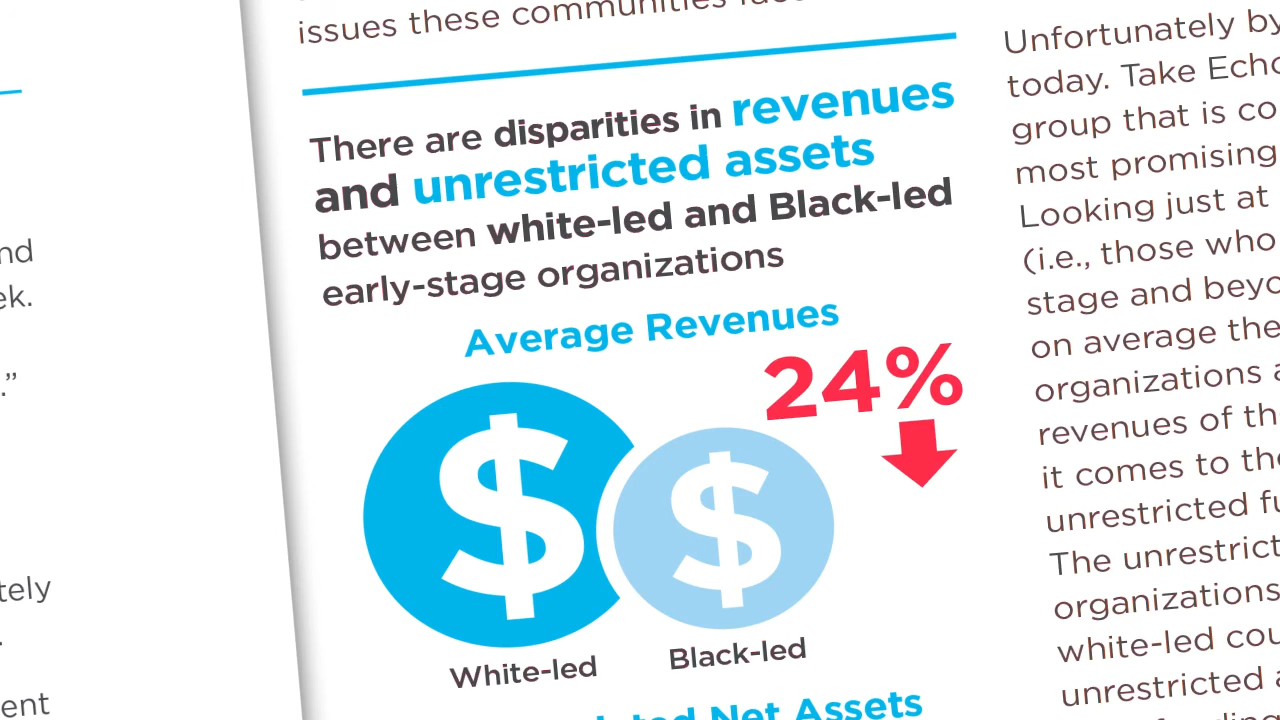 nd
ek.
.”
tely
.
ent
issues these communities
There are disparities in revenues
and unrestricted assets
between white-led and Black-led
early-stage organizations
Average Revenues
24%
$ $
White-led Black-led
Net Assets
Unfortunately by
today. Take Echo
group that is co
most promising
Looking just at
(i.e., those who
stage and beyo
on average the
organizations a
revenues of th
it comes to the
unrestricted fu
The unrestrict
organizations
white-led cou
unrestricted a